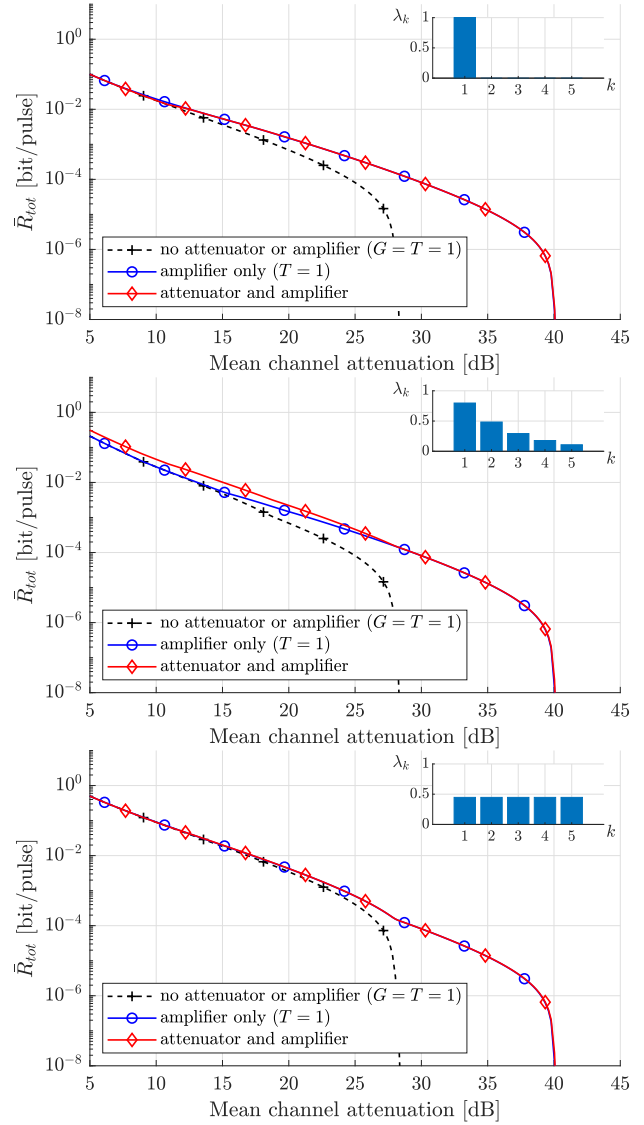 λ_k
1
0.5
0
1 2 3 4 5 k
10^0
10^-2
10^-4
10^-6
10^-8
R̄_tot [bit/pulse]
no attenuator or amplifier (G = T = 1)
amplifier only (T = 1)
attenuator and amplifier
5 10 15 20 25 30 35 40 45
Mean channel attenuation [dB]
λ_k
1
0.5
0
1 2 3 4 5 k
10^0
10^-2
10^-4
10^-6
10^-8
R̄_tot [bit/pulse]
no attenuator or amplifier (G = T = 1)
amplifier only (T = 1)
attenuator and amplifier
5 10 15 20 25 30 35 40 45
Mean channel attenuation [dB]
λ_k
1
0.5
0
1 2 3 4 5 k
10^0
10^-2
10^-4
10^-6
10^-8
R̄_tot [bit/pulse]
no attenuator or amplifier (G = T = 1)
amplifier only (T = 1)
attenuator and amplifier
5 10 15 20 25 30 35 40 45
Mean channel attenuation [dB]